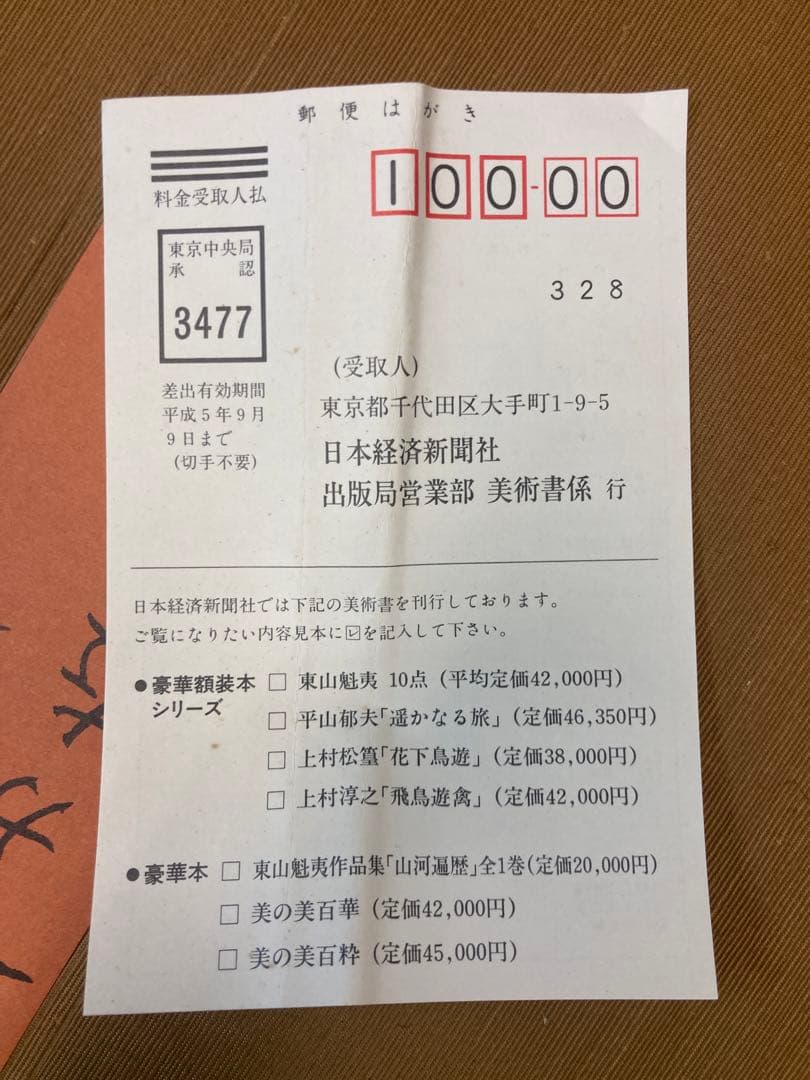 郵便はがき
100-00
料金受取人払
東京中央局
承認
3477
328
差出有効期間
平成5年9月
9日まで
(切手不要)
(受取人)
東京都千代田区大手町1-9-5
日本経済新聞社
出版局営業部 美術書係 行
日本経済新聞社では下記の美術書を刊行しております。
ご覧になりたい内容見本に☑を記入して下さい。
●豪華額装本シリーズ
□ 東山魁夷 10点 (平均定価42,000円)
□ 平山郁夫「遥かなる旅」(定価46,350円)
□ 上村松篁「花下鳥遊」(定価38,000円)
□ 上村淳之「飛鳥遊禽」(定価42,000円)
●豪華本 □ 東山魁夷作品集「山河遍歴」全1巻(定価20,000円)
□ 美の美百華 (定価42,000円)
□ 美の美百粋 (定価45,000円)